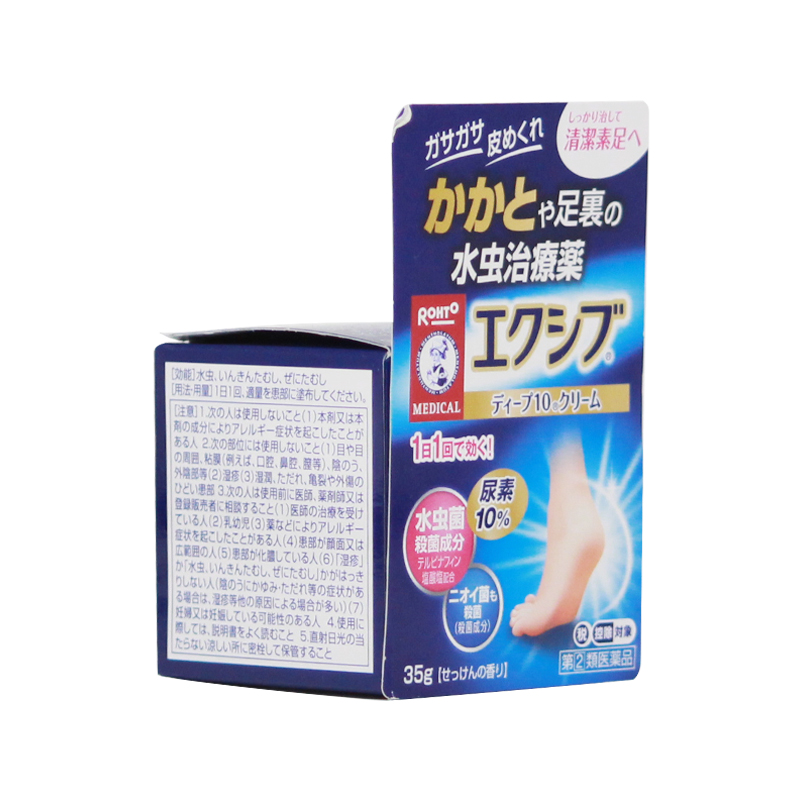 ガサガサ 皮めくれ
しっかり治して
清潔素足へ
かかとや足裏の
水虫治療薬
ROHTO
MEDICAL
エクシブ®
ディープ10®クリーム
1日1回で効く!
尿素
10%
水虫菌
殺菌成分
テルビナフィン
塩酸塩配合
ニオイ菌も
殺菌
(殺菌成分)
税 控除 対象
第②類医薬品
35g [せっけんの香り]
[効能]水虫、いんきんたむし、ぜにたむし
[用法・用量]1日1回、適量を患部に塗布してください。
[注意]1.次の人は使用しないこと(1)本剤又は本
剤の成分によりアレルギー症状を起こしたことが
ある人 2.次の部位には使用しないこと(1)目や目
の周囲、粘膜(例えば、口腔、鼻腔、膣等)、陰のう、
外陰部等(2)湿疹(3)湿潤、ただれ、亀裂や外傷の
ひどい患部 3.次の人は使用前に医師、薬剤師又は
登録販売者に相談すること(1)医師の治療を受け
ている人(2)乳幼児(3)薬などによりアレルギー
症状を起こしたことがある人(4)患部が顔面又は
広範囲の人(5)患部が化膿している人(6)「湿疹」
か「水虫、いんきんたむし、ぜにたむし」かがはっき
りしない人(陰のうにかゆみ・ただれ等の症状があ
る場合は、湿疹等他の原因による場合が多い)(7)
妊婦又は妊娠している可能性のある人 4.使用に
際しては、説明書をよく読むこと 5.直射日光の当
たらない涼しい所に密栓して保管すること